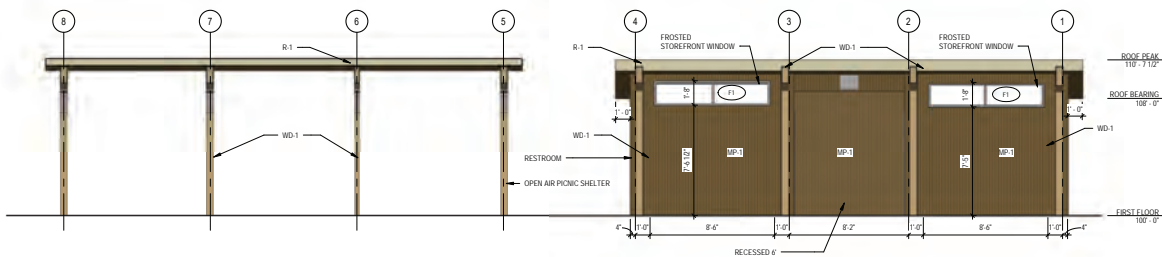 8
7
6
5
4
3
2
1
R-1
WD-1
OPEN AIR PICNIC SHELTER
R-1
FROSTED
STOREFRONT WINDOW
WD-1
FROSTED
STOREFRONT WINDOW
ROOF PEAK
110' - 7 1/2"
ROOF BEARING
108' - 0"
F1
F1
1'-8"
1'-8"
1' - 0"
1' - 0"
WD-1
WD-1
RESTROOM
MP-1
MP-1
MP-1
7'-6 1/2"
7'-5"
FIRST FLOOR
100' - 0"
4"
1'-0"
8'-6"
1'-0"
8'-2"
1'-0"
8'-6"
1'-0"
4"
RECESSED 6'